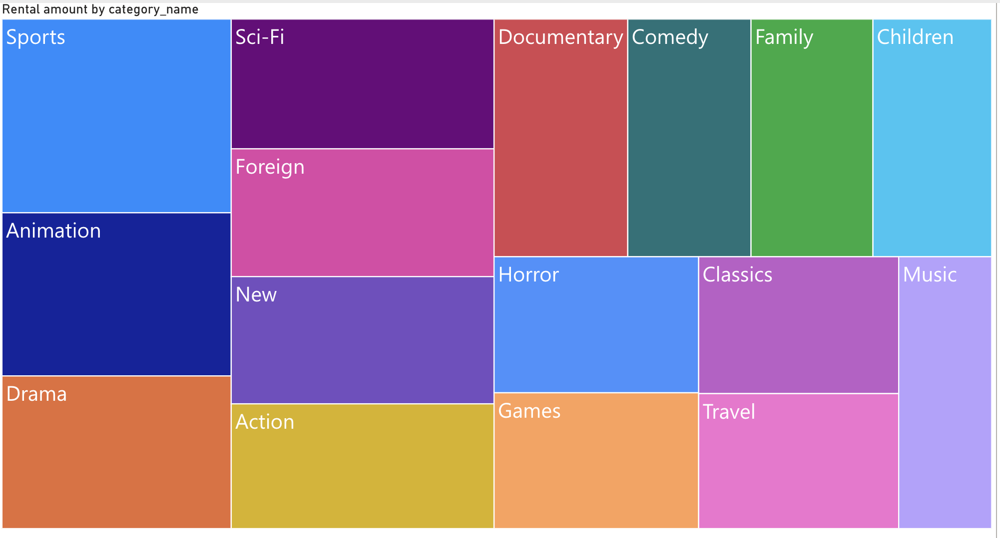 Rental amount by category_name
Sports
Animation
Drama
Sci-Fi
Foreign
New
Action
Documentary
Comedy
Family
Children
Horror
Games
Classics
Travel
Music